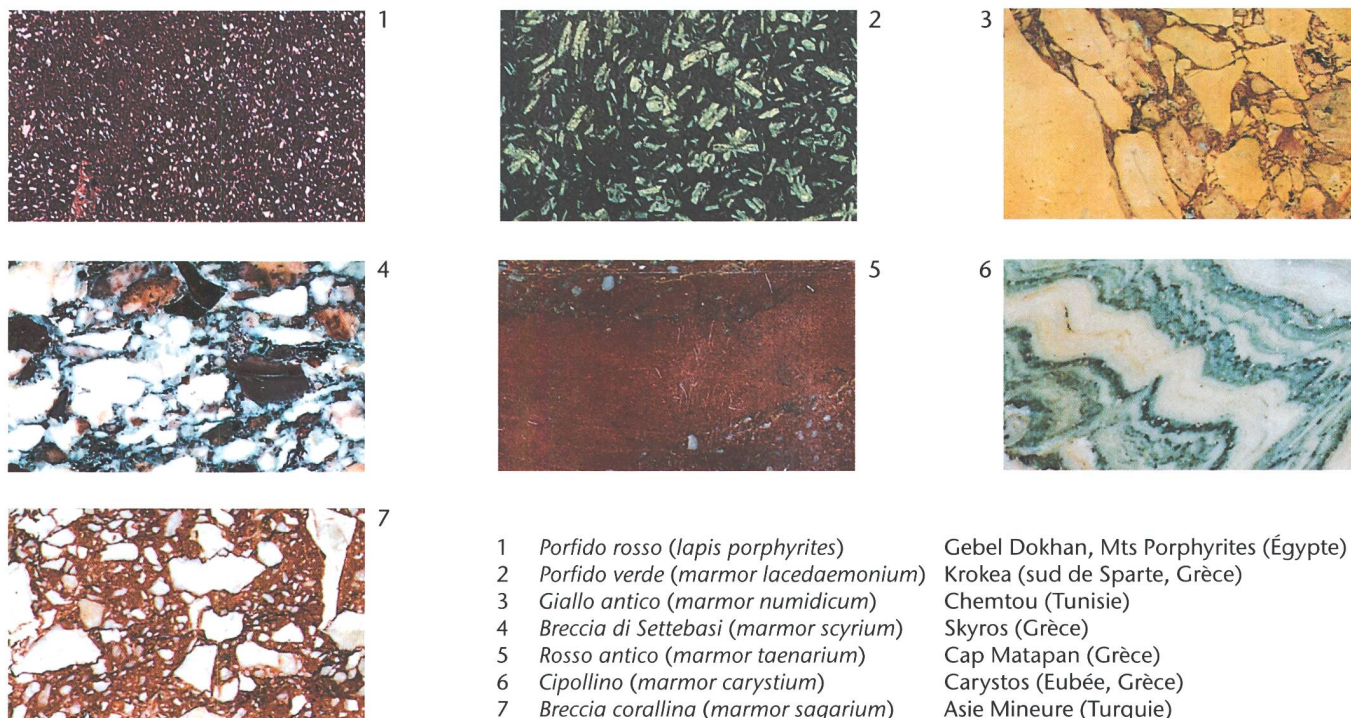 1
2
3
4
5
6
7
1 Porfido rosso (lapis porphyrites) Gebel Dokhan, Mts Porphyrites (Égypte)
2 Porfido verde (marmor lacedaemonium) Krokea (sud de Sparte, Grèce)
3 Giallo antico (marmor numidicum) Chemtou (Tunisie)
4 Breccia di Settebasi (marmor scyrium) Skyros (Grèce)
5 Rosso antico (marmor taenarium) Cap Matapan (Grèce)
6 Cipollino (marmor carystium) Carystos (Eubée, Grèce)
7 Breccia corallina (marmor sagarium) Asie Mineure (Turquie)